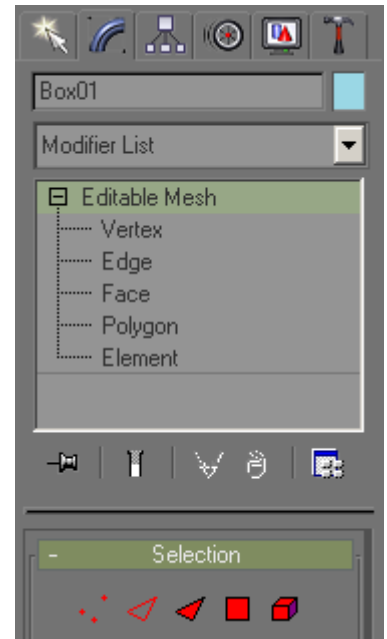 Box01
Modifier List
Editable Mesh
Vertex
Edge
Face
Polygon
Element
- Selection